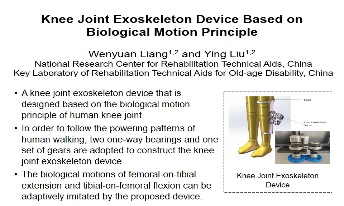 Knee Joint Exoskeleton Device Based on
Biological Motion Principle
Wenyuan Liang1,2 and Ying Liu1,2
National Research Center for Rehabilitation Technical Aids, China
Key Laboratory of Rehabilitation Technical Aids for Old-age Disability, China
• A knee joint exoskeleton device that is
designed based on the biological motion
principle of human knee joint.
• In order to follow the powering patterns of
human walking, two one-way bearings and one
set of gears are adopted to construct the knee
joint exoskeleton device.
• The biological motions of femoral-on-tibial
extension and tibial-on-femoral flexion can be
adaptively imitated by the proposed device.
Knee Joint Exoskeleton
Device